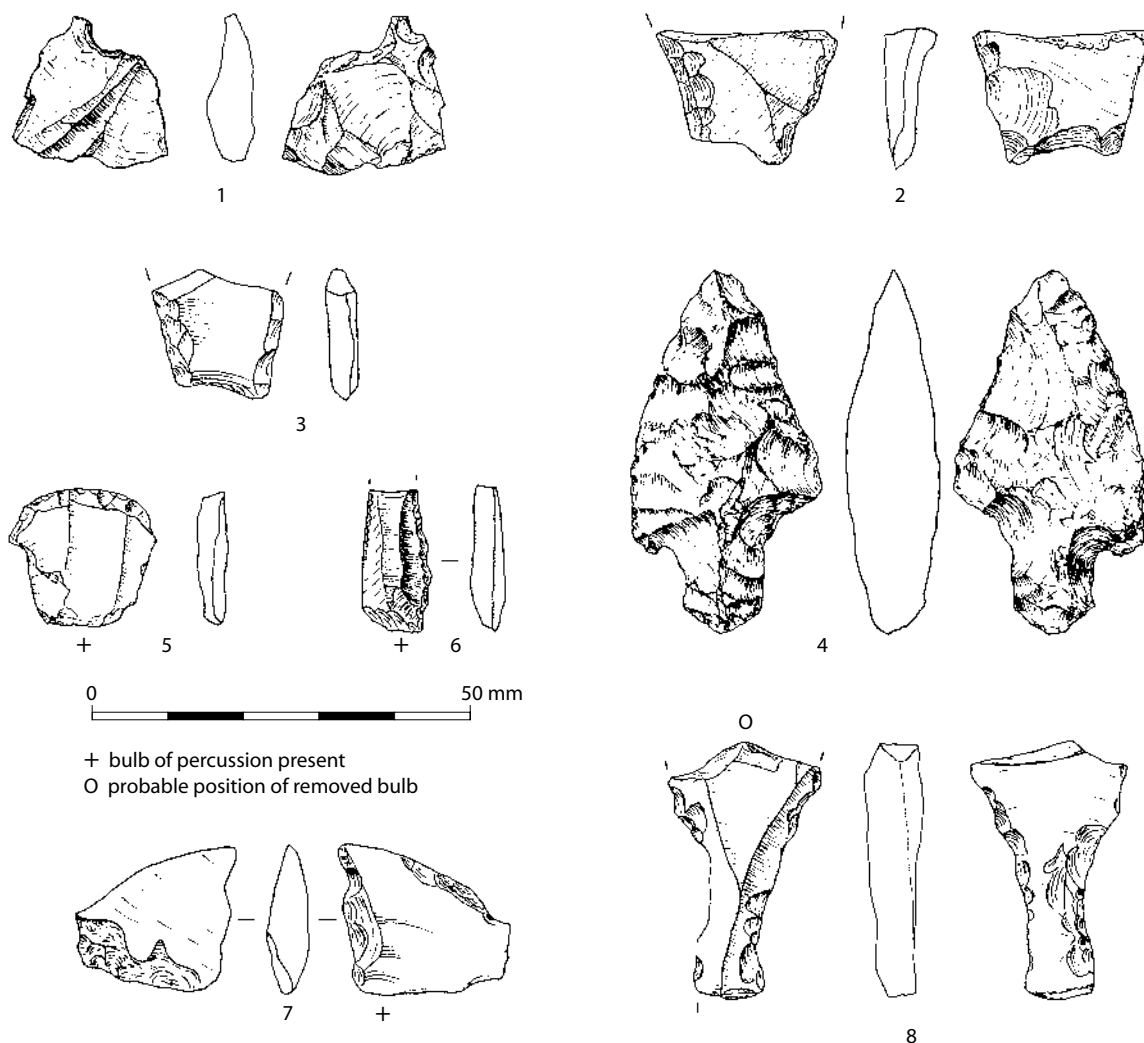 1
2
3
4
+ 5
+ 6
0 50 mm
+ bulb of percussion present
O probable position of removed bulb
O
7
+
8